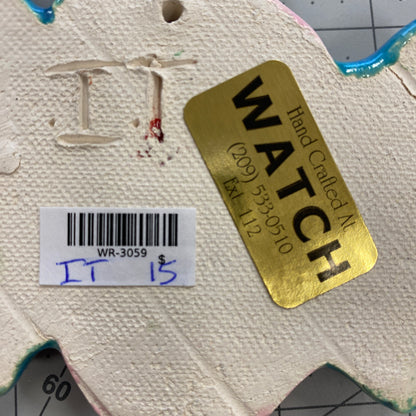 IT
Hand Crafted At
WATCH
(209) 533-0510
Ext. 112
WR-3059
IT $ 15
60